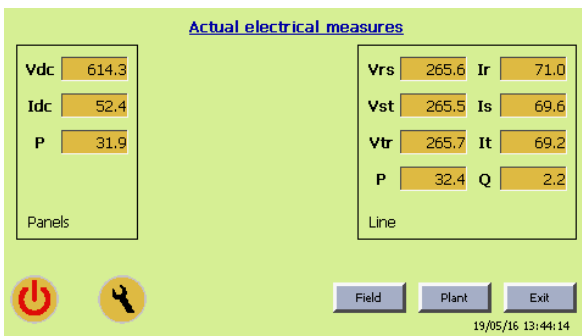 Actual electrical measures
Vdc 614.3
Idc 52.4
P 31.9
Panels
Vrs 265.6 Ir 71.0
Vst 265.5 Is 69.6
Vtr 265.7 It 69.2
P 32.4 Q 2.2
Line
Field Plant Exit
19/05/16 13:44:14